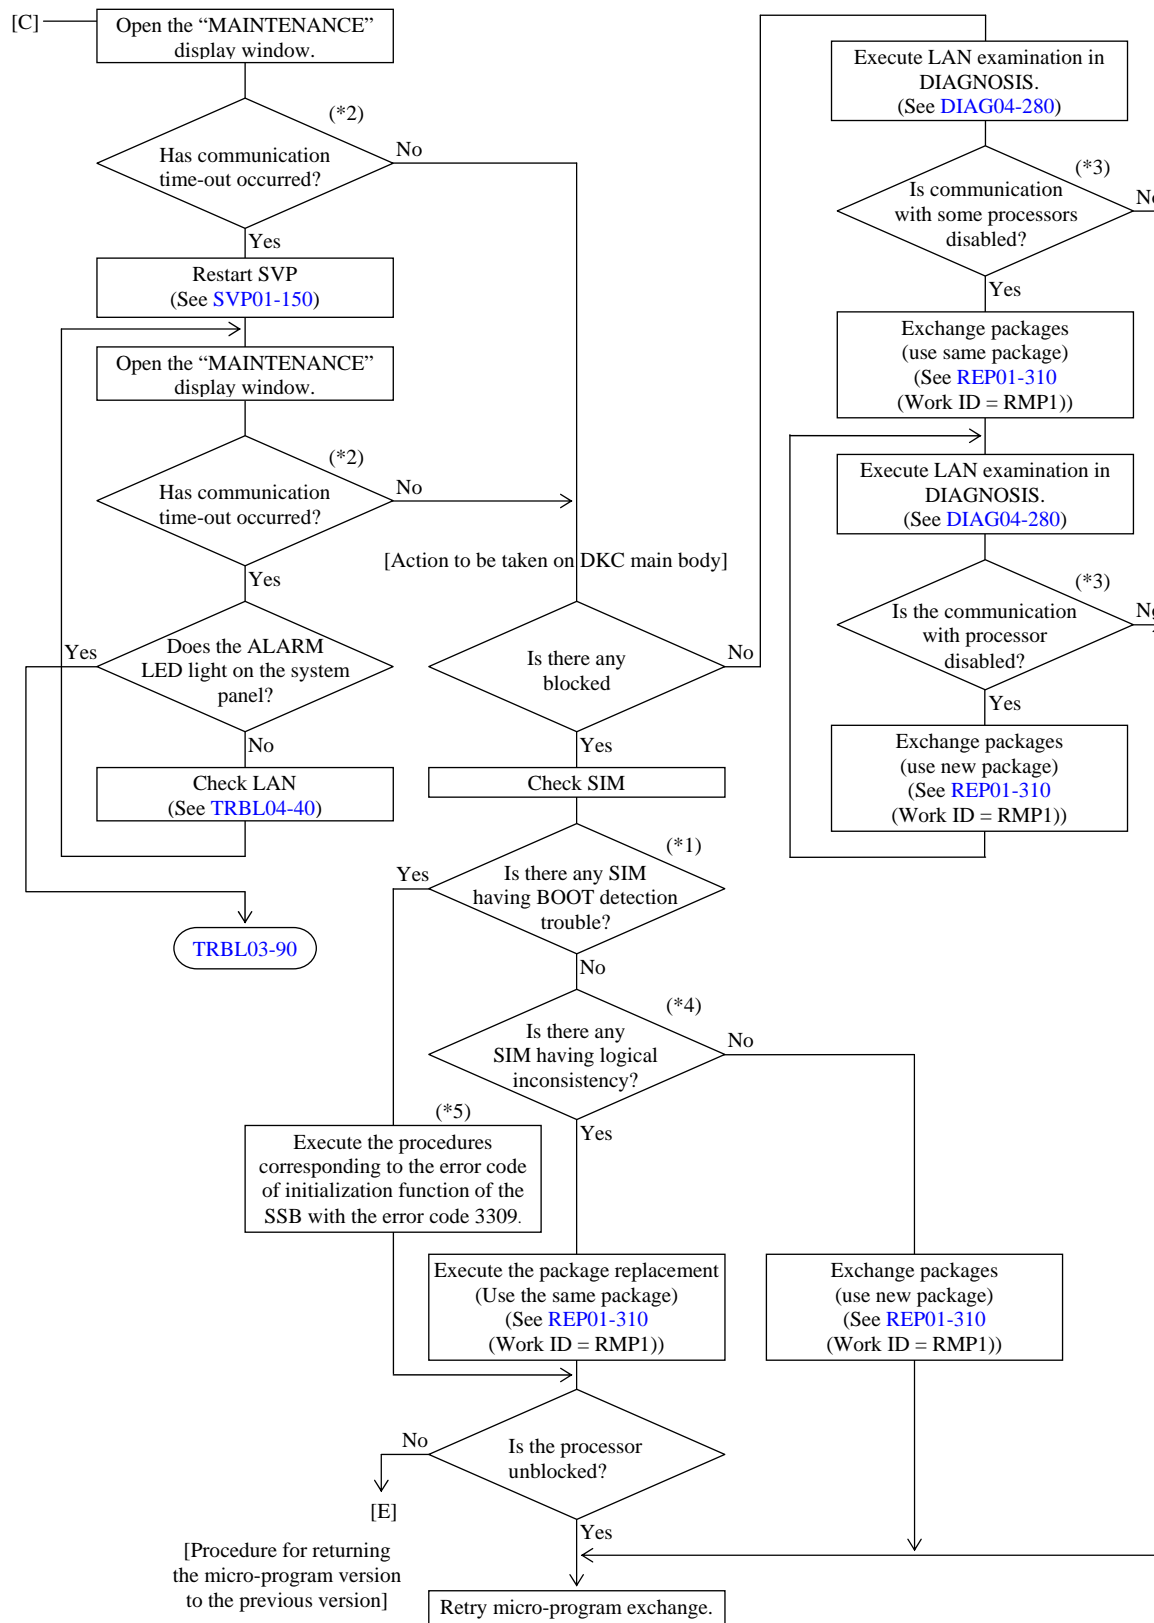 [C]
Open the “MAINTENANCE”
display window.
(*2)
Has communication
time-out occurred?
No
Yes
Restart SVP
(See SVP01-150)
Open the “MAINTENANCE”
display window.
(*2)
Has communication
time-out occurred?
No
Yes
Does the ALARM
LED light on the system
panel?
Yes
No
Check LAN
(See TRBL04-40)
TRBL03-90
[Action to be taken on DKC main body]
Is there any
blocked
No
Yes
Check SIM
(*1)
Is there any SIM
having BOOT detection
trouble?
Yes
No
(*4)
Is there any
SIM having logical
inconsistency?
No
Yes
(*5)
Execute the procedures
corresponding to the error code
of initialization function of the
SSB with the error code 3309.
Execute the package replacement
(Use the same package)
(See REP01-310
(Work ID = RMP1))
Exchange packages
(use new package)
(See REP01-310
(Work ID = RMP1))
Is the processor
unblocked?
No
[E]
[Procedure for returning
the micro-program version
to the previous version]
Yes
Retry micro-program exchange.
Execute LAN examination in
DIAGNOSIS.
(See DIAG04-280)
(*3)
Is communication
with some processors
disabled?
No
Yes
Exchange packages
(use same package)
(See REP01-310
(Work ID = RMP1))
Execute LAN examination in
DIAGNOSIS.
(See DIAG04-280)
(*3)
Is the communication
with processor
disabled?
No
Yes
Exchange packages
(use new package)
(See REP01-310
(Work ID = RMP1))